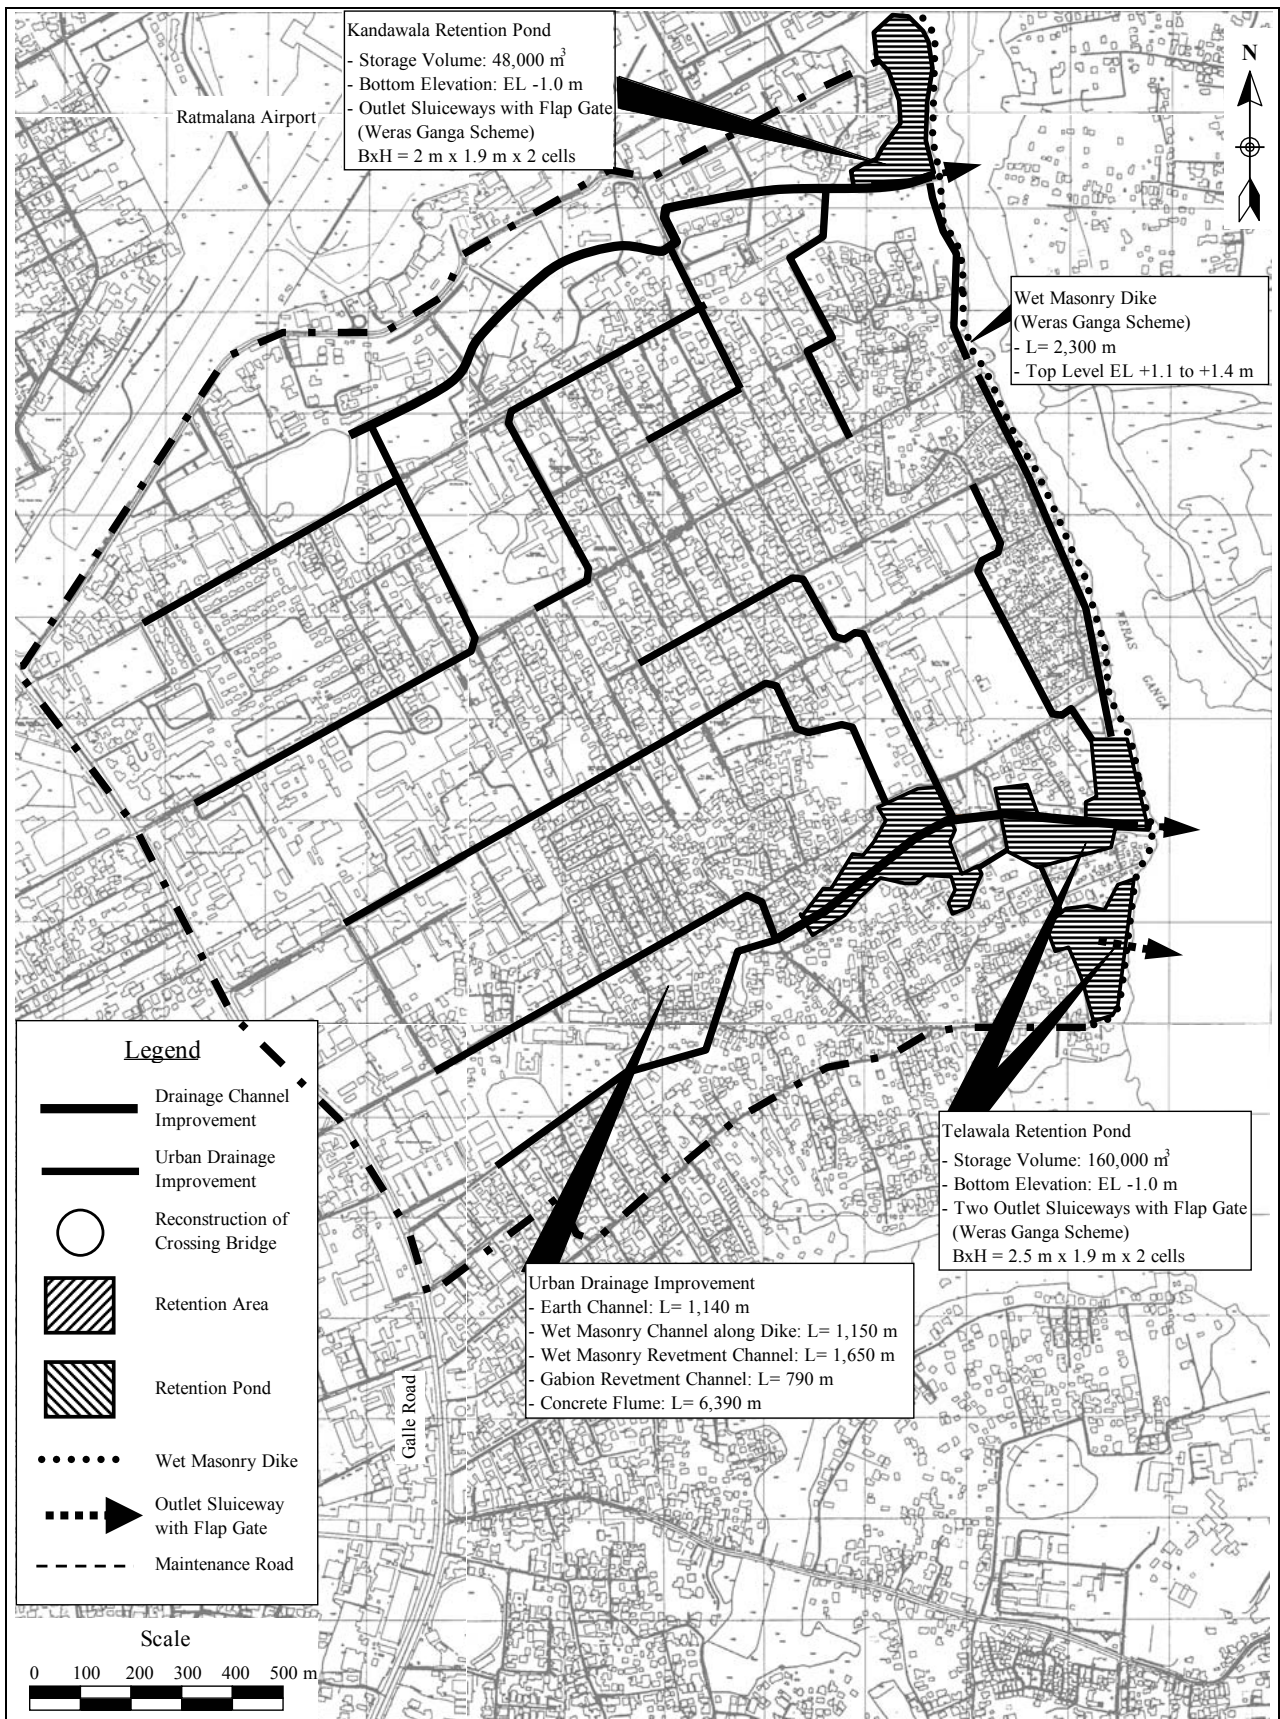 Kandawala Retention Pond
- Storage Volume: 48,000 m³
- Bottom Elevation: EL -1.0 m
- Outlet Sluiceways with Flap Gate
(Weras Ganga Scheme)
BxH = 2 m x 1.9 m x 2 cells
N
Ratmalana Airport
Wet Masonry Dike
(Weras Ganga Scheme)
- L= 2,300 m
- Top Level EL +1.1 to +1.4 m
WERAS
GANGA
Telawala Retention Pond
- Storage Volume: 160,000 m³
- Bottom Elevation: EL -1.0 m
- Two Outlet Sluiceways with Flap Gate
(Weras Ganga Scheme)
BxH = 2.5 m x 1.9 m x 2 cells
Urban Drainage Improvement
- Earth Channel: L= 1,140 m
- Wet Masonry Channel along Dike: L= 1,150 m
- Wet Masonry Revetment Channel: L= 1,650 m
- Gabion Revetment Channel: L= 790 m
- Concrete Flume: L= 6,390 m
Galle Road
Legend
Drainage Channel
Improvement
Urban Drainage
Improvement
Reconstruction of
Crossing Bridge
Retention Area
Retention Pond
Wet Masonry Dike
Outlet Sluiceway
with Flap Gate
Maintenance Road
Scale
0 100 200 300 400 500 m